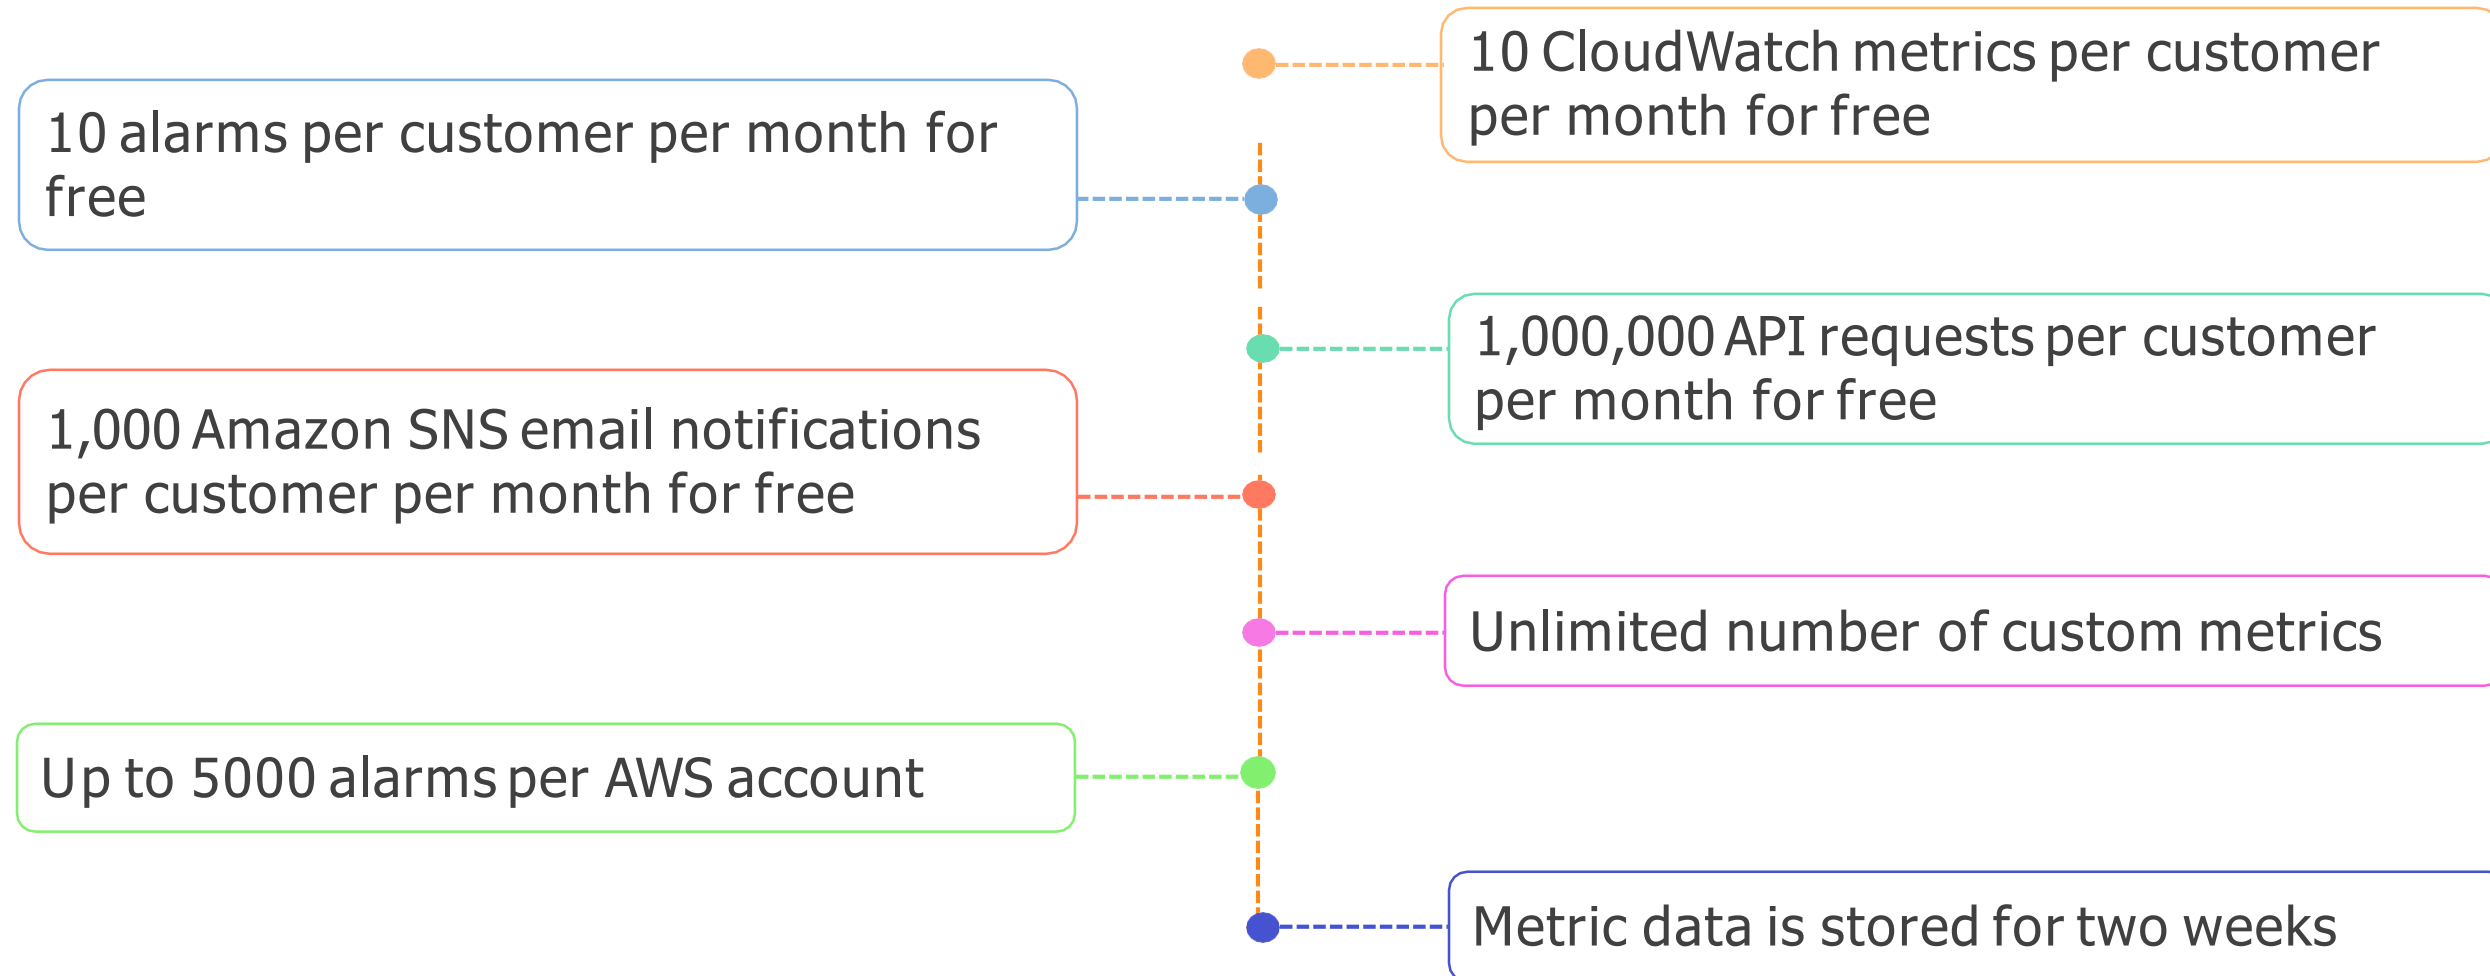 10 CloudWatch metrics per customer
per month for free
10 alarms per customer per month for
free
1,000,000 API requests per customer
per month for free
1,000 Amazon SNS email notifications
per customer per month for free
Unlimited number of custom metrics
Up to 5000 alarms per AWS account
Metric data is stored for two weeks